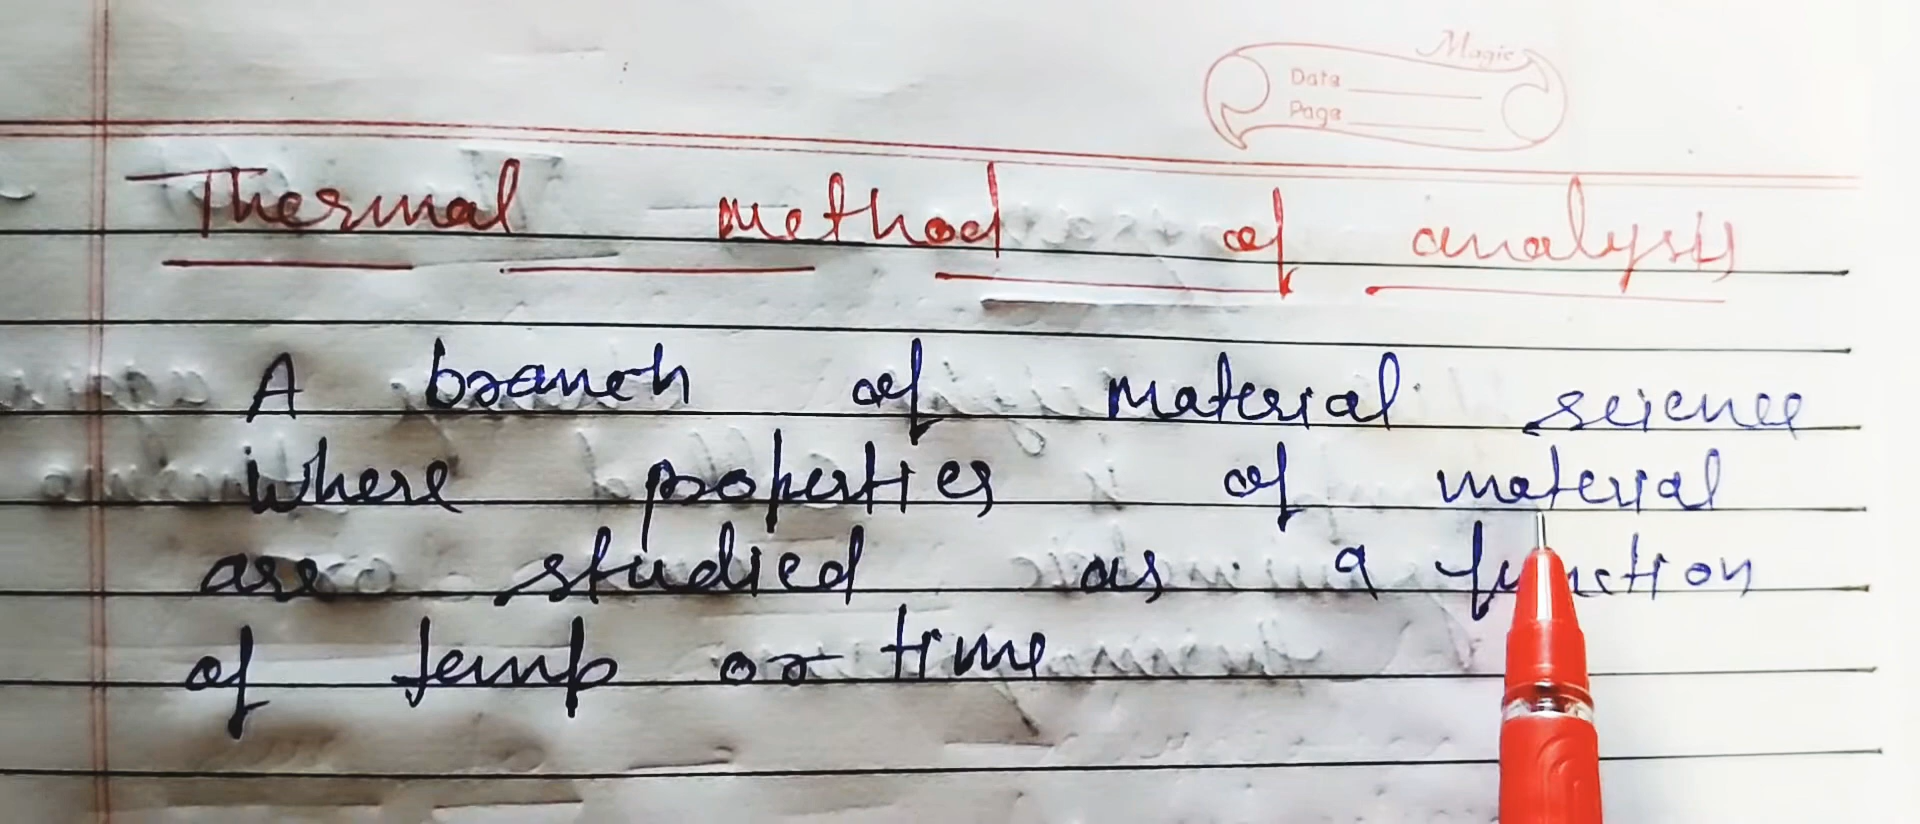 Magic
Date
Page
Thermal method of analysis
A branch of material science
where properties of material
are studied as a function
of temp or time